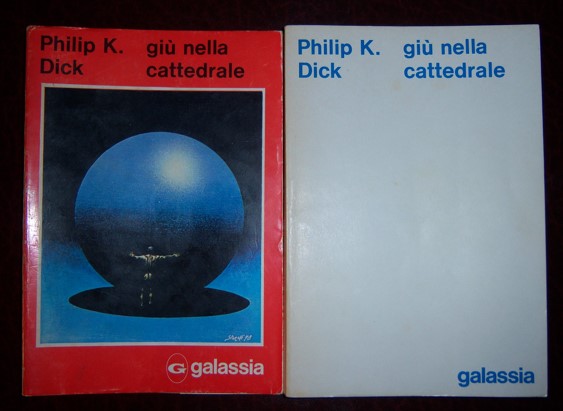 Philip K. giù nella
Dick cattedrale
G galassia
Philip K. giù nella
Dick cattedrale
galassia